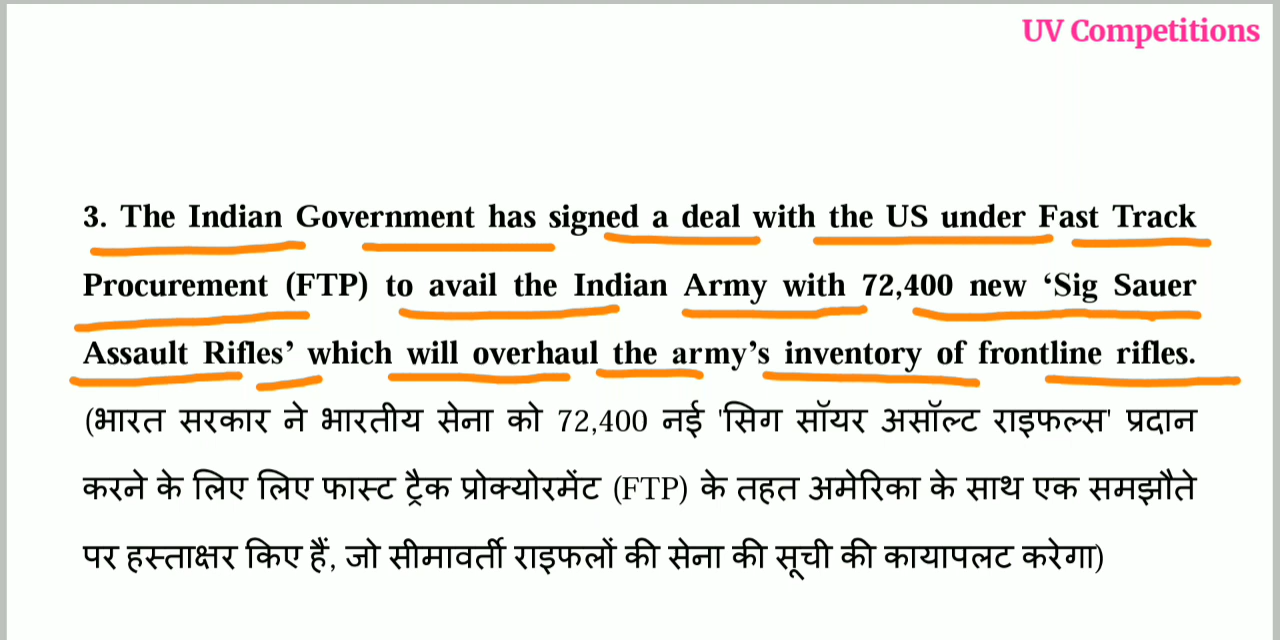 UV Competitions
3. The Indian Government has signed a deal with the US under Fast Track
Procurement (FTP) to avail the Indian Army with 72,400 new ‘Sig Sauer
Assault Rifles’ which will overhaul the army’s inventory of frontline rifles.
(भारत सरकार ने भारतीय सेना को 72,400 नई 'सिग सॉयर असॉल्ट राइफल्स' प्रदान
करने के लिए लिए फास्ट ट्रैक प्रोक्योरमेंट (FTP) के तहत अमेरिका के साथ एक समझौते
पर हस्ताक्षर किए हैं, जो सीमावर्ती राइफलों की सेना की सूची की कायापलट करेगा)